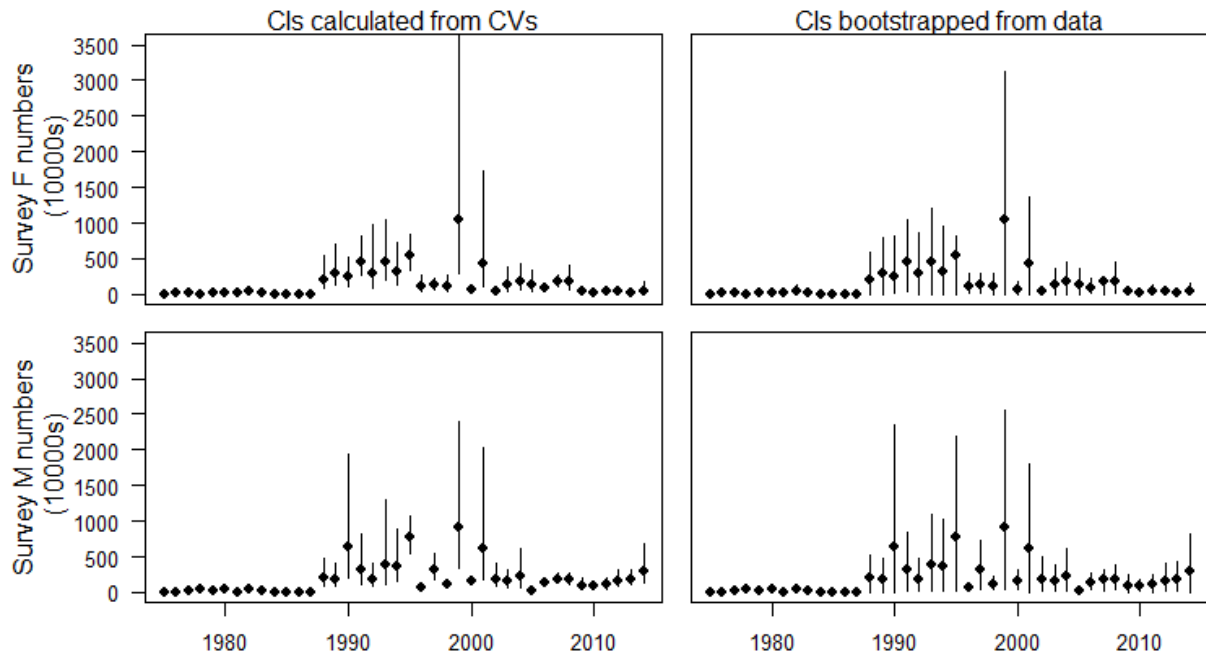 CIs calculated from CVs
CIs bootstrapped from data
Survey F numbers
(10000s)
3500
3000
2500
2000
1500
1000
500
0
Survey M numbers
(10000s)
3500
3000
2500
2000
1500
1000
500
0
1980 1990 2000 2010
1980 1990 2000 2010